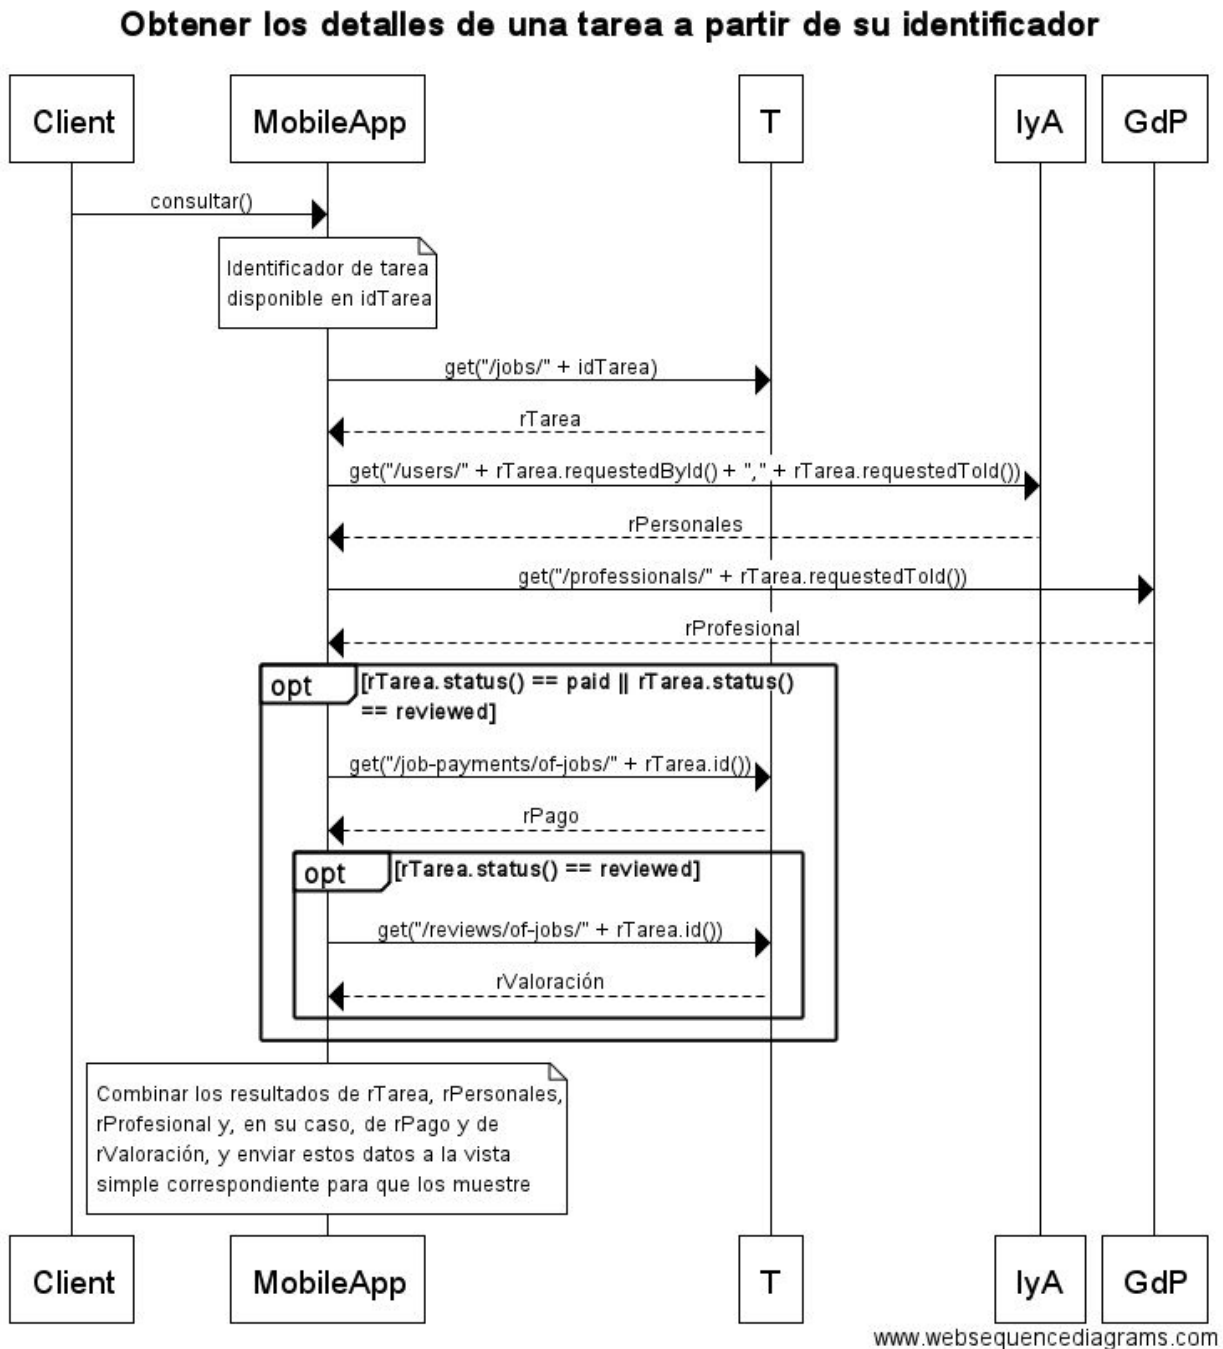 Obtener los detalles de una tarea a partir de su identificador
Client
MobileApp
T
IyA
GdP
consultar()
Identificador de tarea
disponible en idTarea
get("/jobs/" + idTarea)
rTarea
get("/users/" + rTarea.requestedById() + "," + rTarea.requestedToId())
rPersonales
get("/professionals/" + rTarea.requestedToId())
rProfesional
opt
[rTarea.status() == paid || rTarea.status()
== reviewed]
get("/job-payments/of-jobs/" + rTarea.id())
rPago
opt
[rTarea.status() == reviewed]
get("/reviews/of-jobs/" + rTarea.id())
rValoración
Combinar los resultados de rTarea, rPersonales,
rProfesional y, en su caso, de rPago y de
rValoración, y enviar estos datos a la vista
simple correspondiente para que los muestre
Client
MobileApp
T
IyA
GdP
www.websequencediagrams.com